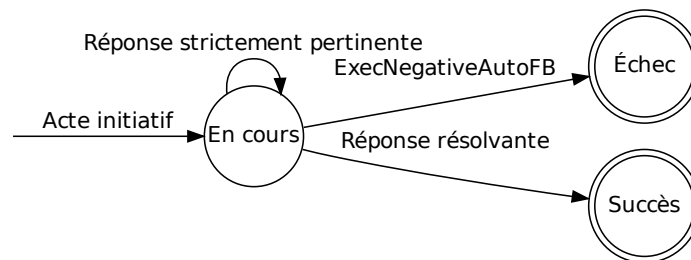 Réponse strictement pertinente
ExecNegativeAutoFB
Échec
Acte initiatif
En cours
Réponse résolvante
Succès